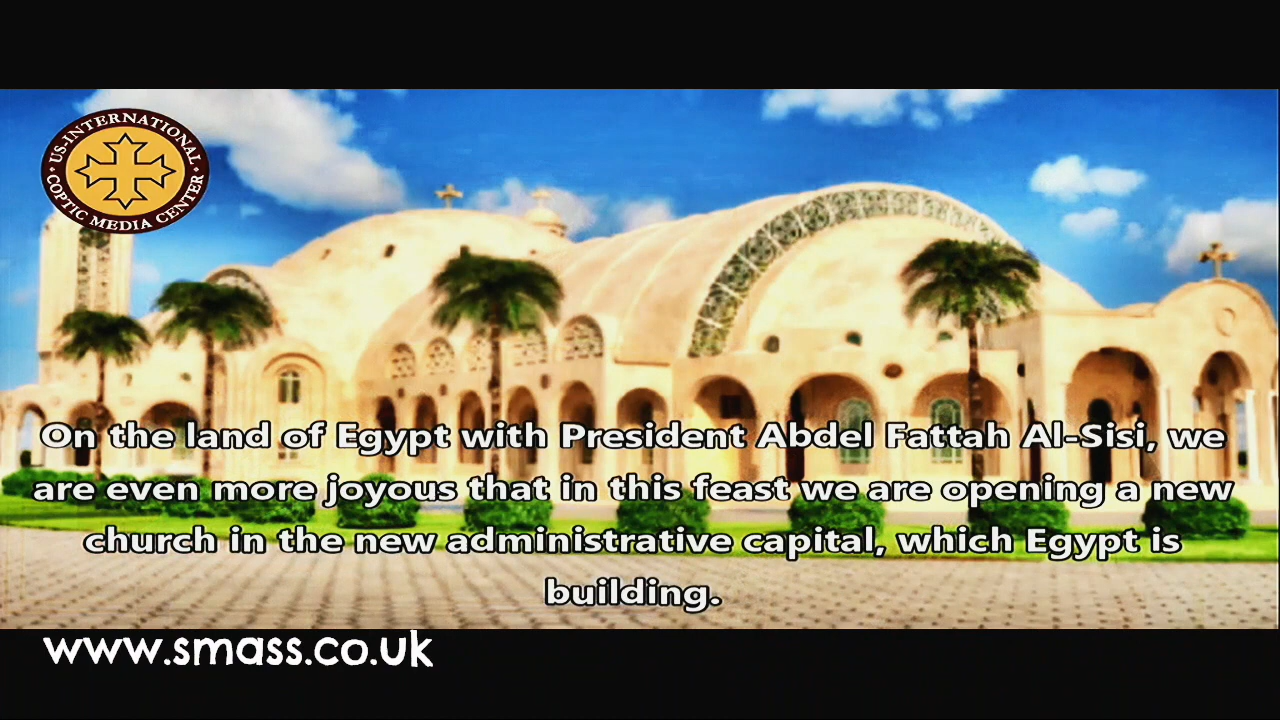 US-INTERNATIONAL
COPTIC MEDIA CENTER
On the land of Egypt with President Abdel Fattah Al-Sisi, we
are even more joyous that in this feast we are opening a new
church in the new administrative capital, which Egypt is
building.
www.smass.co.uk